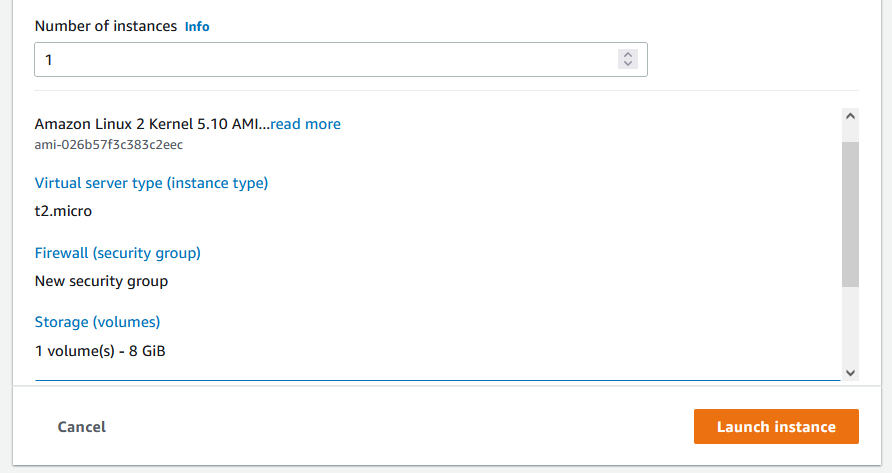 Number of instances Info
1
Amazon Linux 2 Kernel 5.10 AMI...read more
ami-026b57f3c383c2eec
Virtual server type (instance type)
t2.micro
Firewall (security group)
New security group
Storage (volumes)
1 volume(s) - 8 GiB
Cancel Launch instance